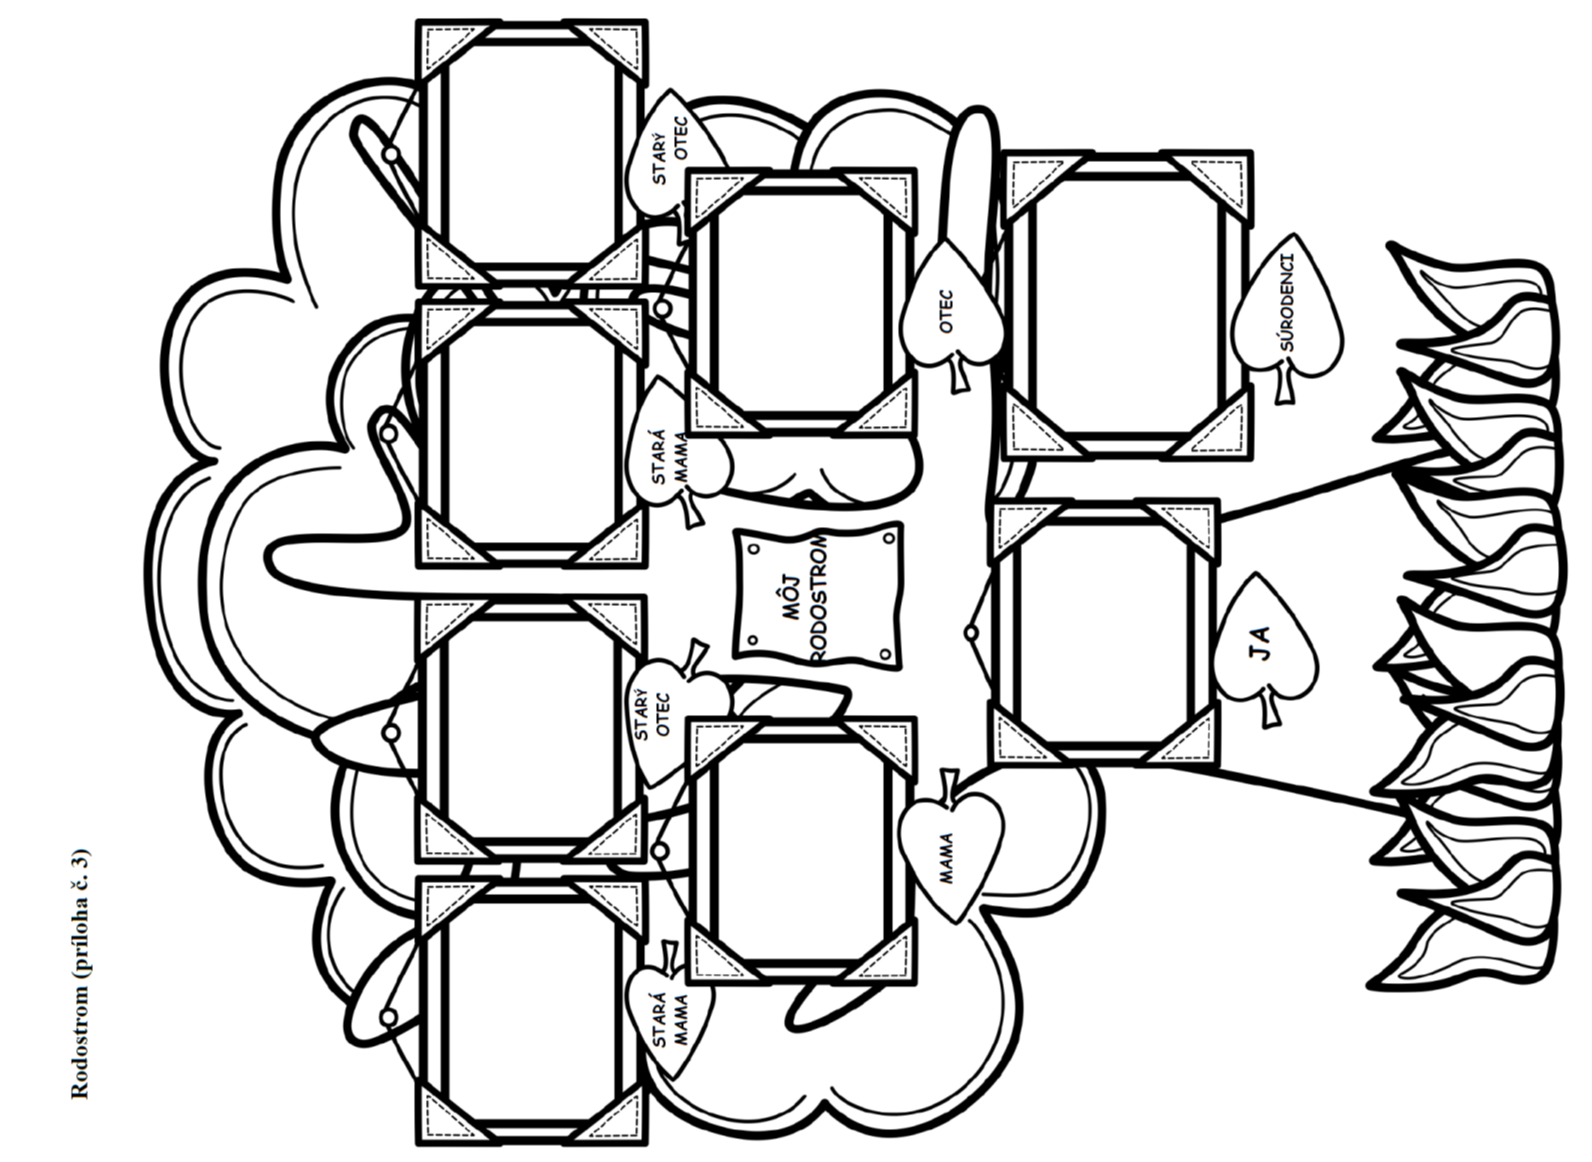 Rodostrom (príloha č. 3)
STARÁ
MAMA
STARÝ
OTEC
STARÁ
MAMA
STARÝ
OTEC
MÔJ
RODOSTROM
MAMA
OTEC
JA
SÚRODENCI